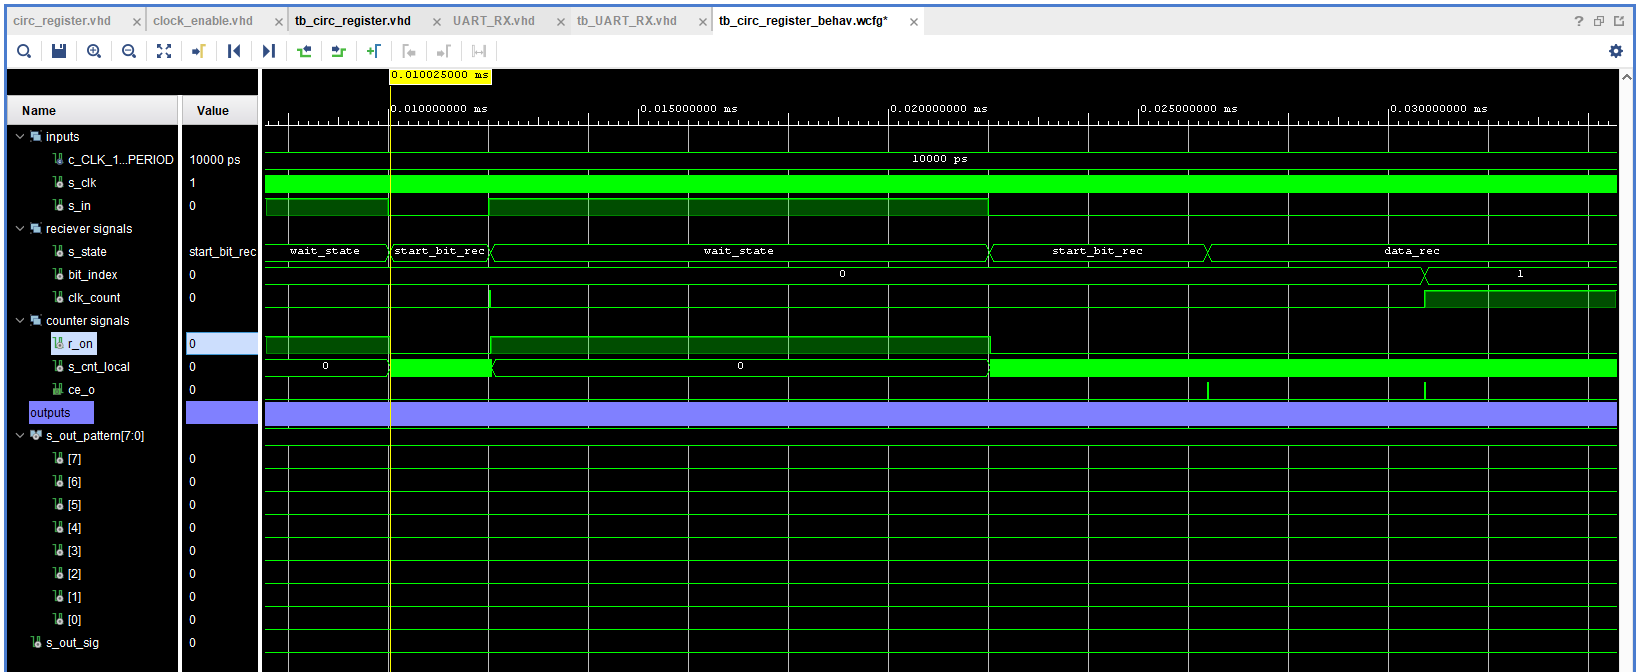 circ_register.vhd × clock_enable.vhd × tb_circ_register.vhd × UART_RX.vhd × tb_UART_RX.vhd × tb_circ_register_behav.wcfg* × ?
0.010025000 ms
0.010000000 ms 0.015000000 ms 0.020000000 ms 0.025000000 ms 0.030000000 ms
Name Value
inputs
c_CLK_1...PERIOD 10000 ps 10000 ps
s_clk 1
s_in 0
reciever signals
s_state start_bit_rec wait_state start_bit_rec wait_state start_bit_rec data_rec
bit_index 0 0 1
clk_count 0
counter signals
r_on 0
s_cnt_local 0 0 0
ce_o 0
outputs
s_out_pattern[7:0]
[7] 0
[6] 0
[5] 0
[4] 0
[3] 0
[2] 0
[1] 0
[0] 0
s_out_sig 0